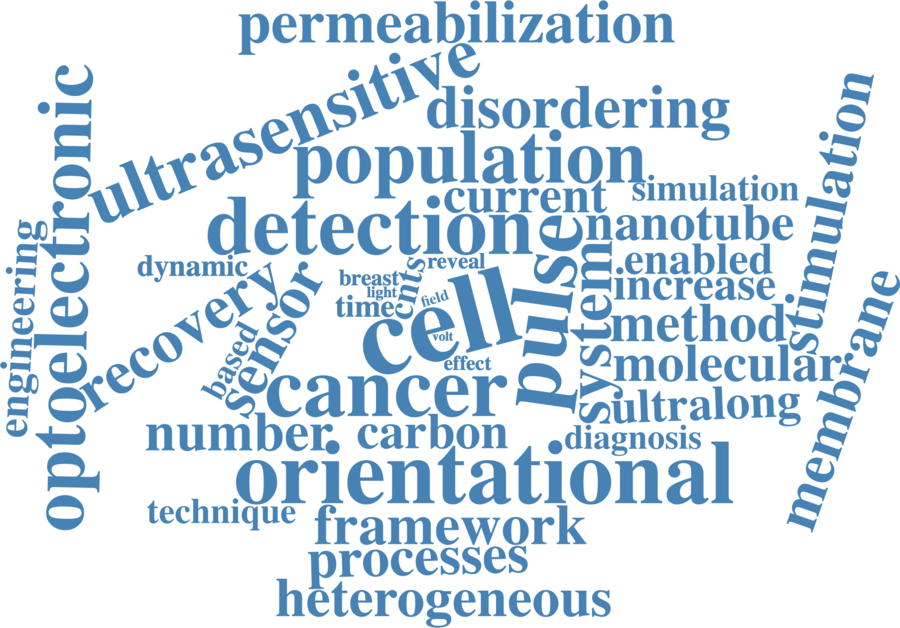 permeabilization
ultrasensitive
disordering
optoelectronic
population
stimulation
current
simulation
detection
nanotube
engineering
dynamic
reveal
enabled
breast
cnts
light
increase
recovery
sensor
time
field
cell
pulse
system
method
volt
effect
molecular
based
cancer
membrane
ultralong
number
carbon
diagnosis
orientational
technique
framework
processes
heterogeneous